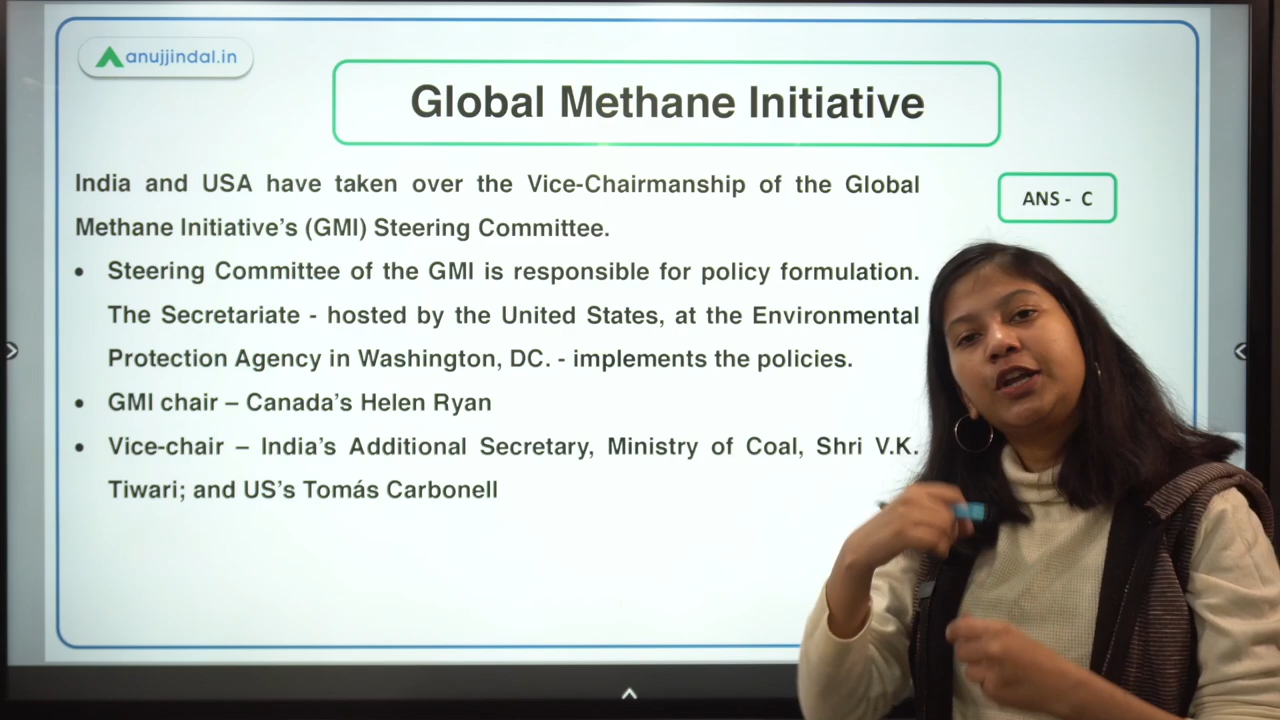 anujjindal.in
Global Methane Initiative
India and USA have taken over the Vice-Chairmanship of the Global
Methane Initiative’s (GMI) Steering Committee.
ANS - C
• Steering Committee of the GMI is responsible for policy formulation.
The Secretariate - hosted by the United States, at the Environmental
Protection Agency in Washington, DC. - implements the policies.
• GMI chair – Canada’s Helen Ryan
• Vice-chair – India’s Additional Secretary, Ministry of Coal, Shri V.K.
Tiwari; and US’s Tomás Carbonell